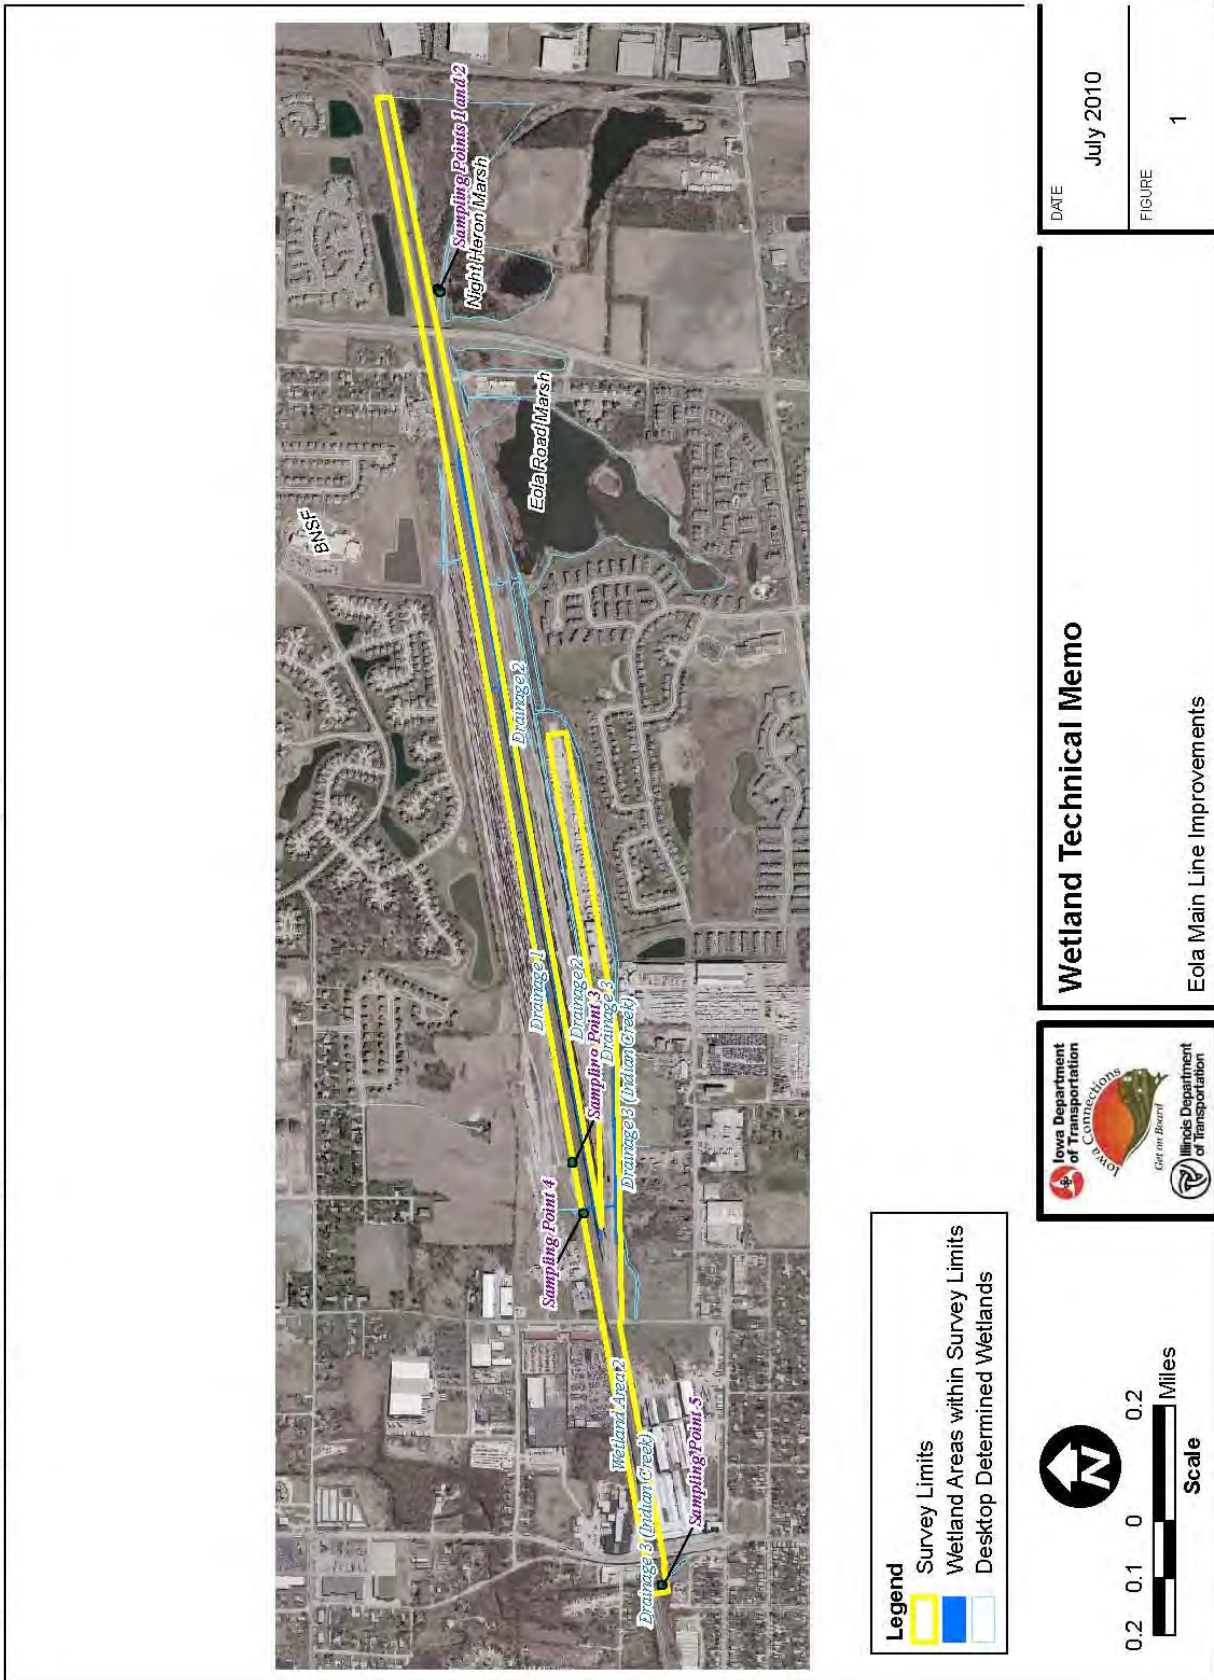 BNSF
Sampling Points 1 and 2
Night Heron Marsh
Eola Road Marsh
Drainage 2
Drainage 1
Drainage 2
Sampling Point 3
Drainage 3
Drainage 3 (Indian Creek)
Sampling Point 4
Wetland Area 2
Drainage 3 (Indian Creek)
Sampling Point 5
Legend
Survey Limits
Wetland Areas within Survey Limits
Desktop Determined Wetlands
N
0.2 0.1 0 0.2
Miles
Scale
Iowa Department
of Transportation
Iowa Connections
Get on Board
Illinois Department
of Transportation
Wetland Technical Memo
Eola Main Line Improvements
DATE
July 2010
FIGURE
1